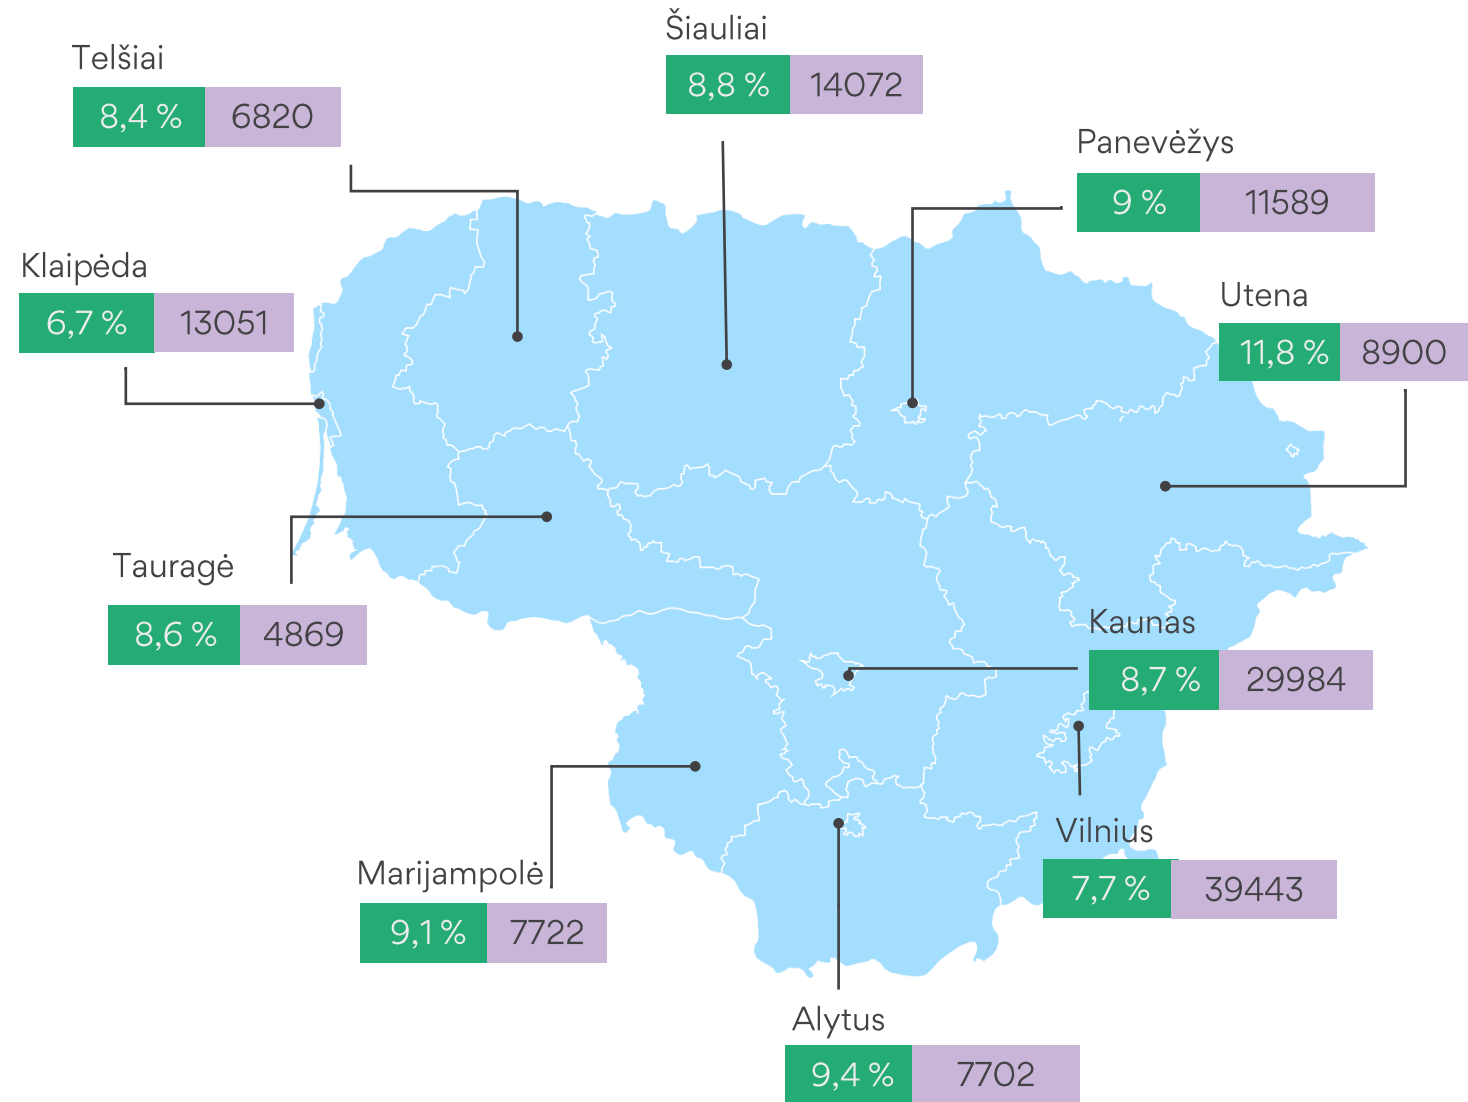 Šiauliai
8,8 % 14072
Telšiai
8,4 % 6820
Panevėžys
9 % 11589
Klaipėda
6,7 % 13051
Utena
11,8 % 8900
Tauragė
8,6 % 4869
Kaunas
8,7 % 29984
Vilnius
7,7 % 39443
Marijampolė
9,1 % 7722
Alytus
9,4 % 7702